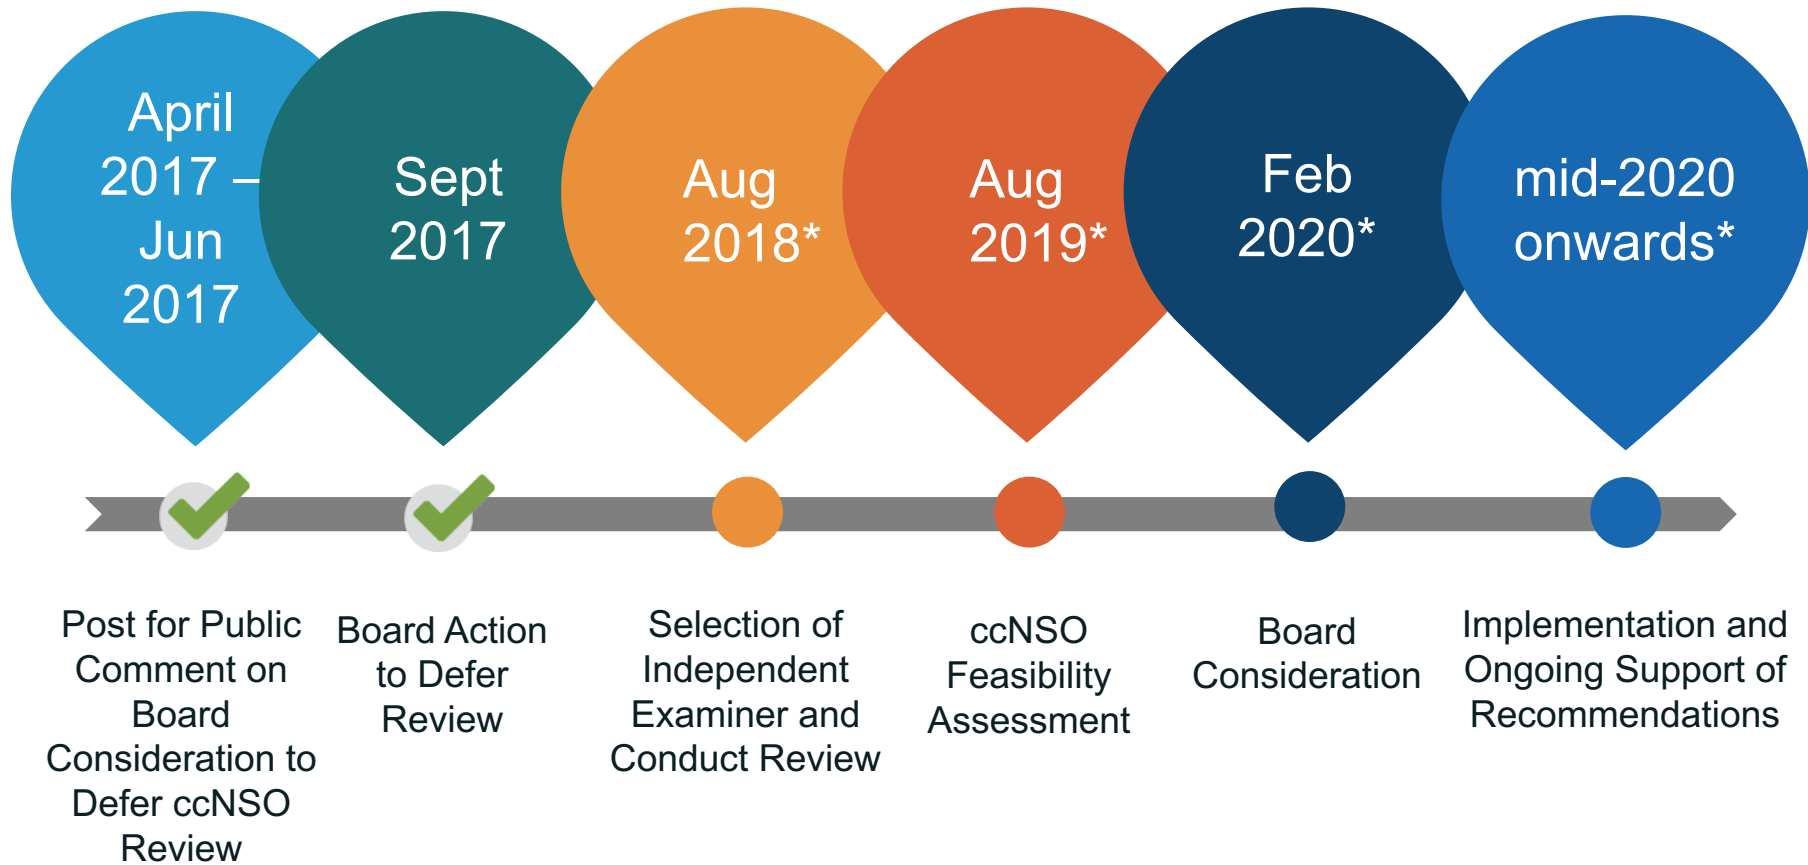 April
2017 –
Jun
2017
Sept
2017
Aug
2018*
Aug
2019*
Feb
2020*
mid-2020
onwards*
Post for Public
Comment on
Board
Consideration to
Defer ccNSO
Review
Board Action
to Defer
Review
Selection of
Independent
Examiner and
Conduct Review
ccNSO
Feasibility
Assessment
Board
Consideration
Implementation and
Ongoing Support of
Recommendations